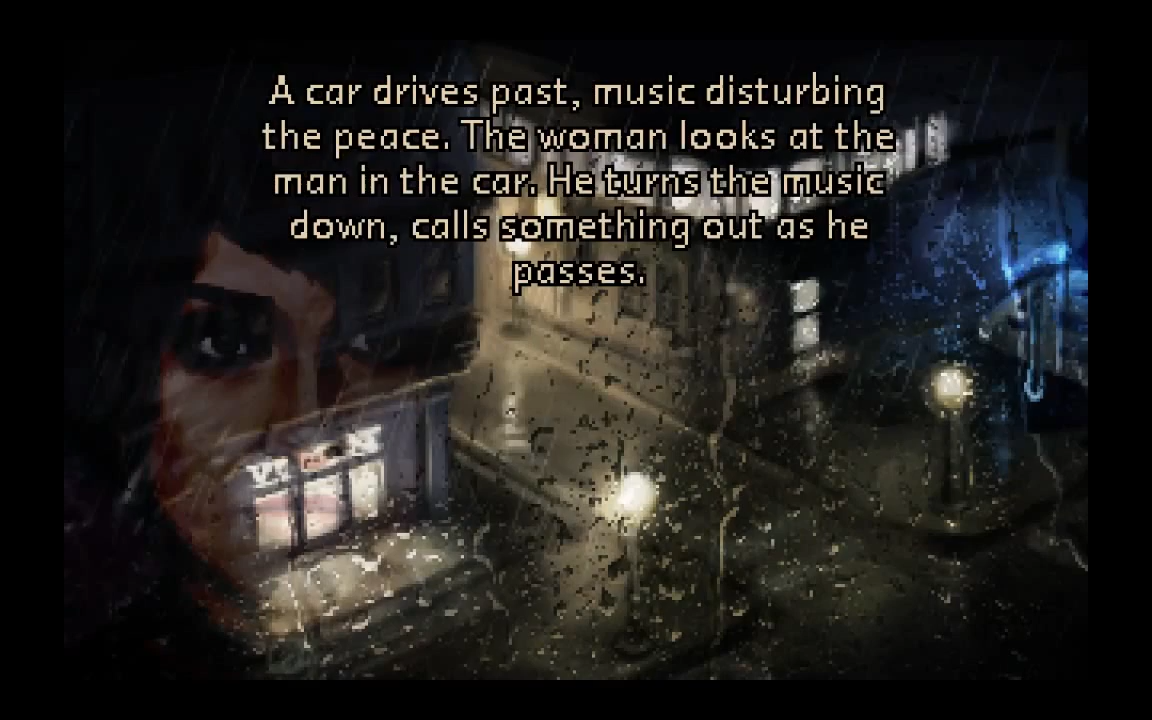 A car drives past, music disturbing
the peace. The woman looks at the
man in the car. He turns the music
down, calls something out as he
passes.